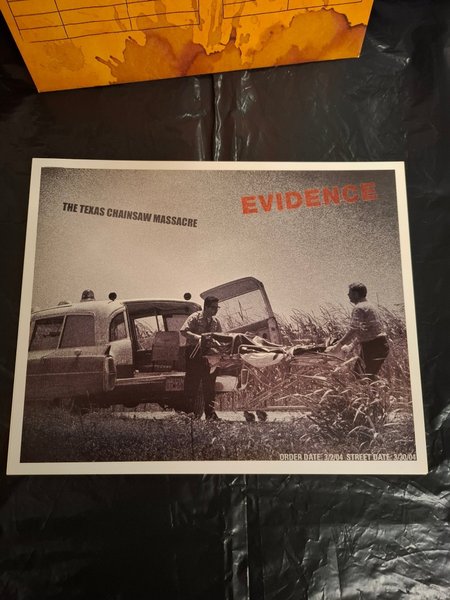 THE TEXAS CHAINSAW MASSACRE
EVIDENCE
ORDER DATE: 3/2/04 STREET DATE: 3/30/04